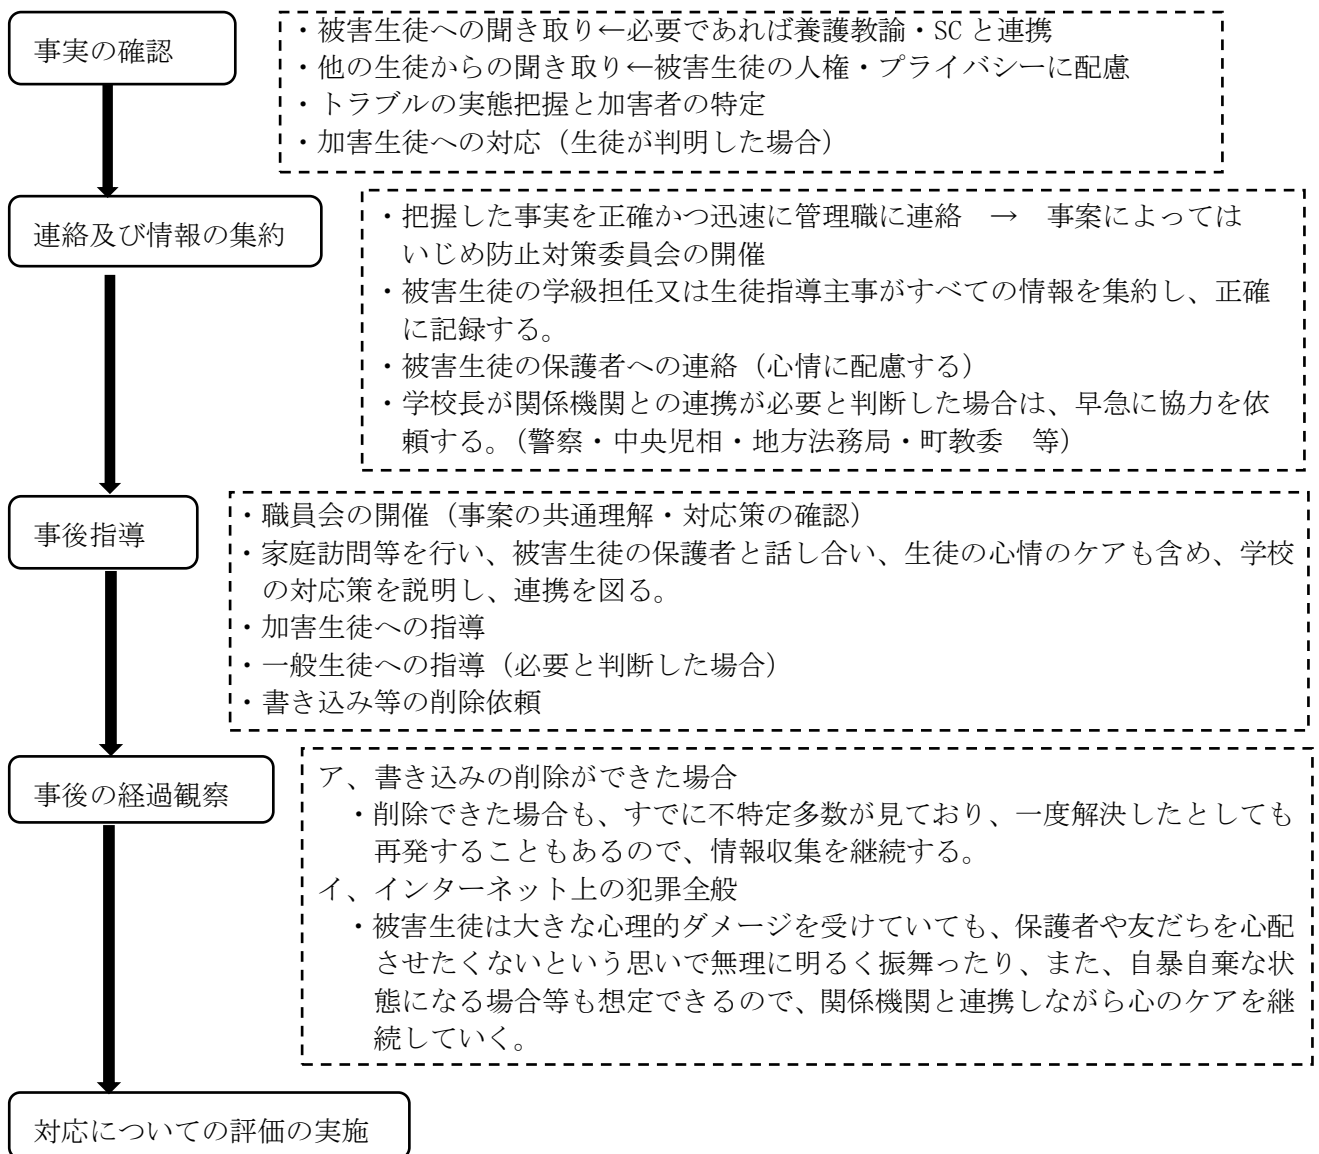 事実の確認
・被害生徒への聞き取り←必要であれば養護教諭・SCと連携
・他の生徒からの聞き取り←被害生徒の人権・プライバシーに配慮
・トラブルの実態把握と加害者の特定
・加害生徒への対応（生徒が判明した場合）
連絡及び情報の集約
・把握した事実を正確かつ迅速に管理職に連絡　→　事案によっては
いじめ防止対策委員会の開催
・被害生徒の学級担任又は生徒指導主事がすべての情報を集約し、正確
に記録する。
・被害生徒の保護者への連絡（心情に配慮する）
・学校長が関係機関との連携が必要と判断した場合は、早急に協力を依
頼する。（警察・中央児相・地方法務局・町教委　等）
事後指導
・職員会の開催（事案の共通理解・対応策の確認）
・家庭訪問等を行い、被害生徒の保護者と話し合い、生徒の心情のケアも含め、学校
の対応策を説明し、連携を図る。
・加害生徒への指導
・一般生徒への指導（必要と判断した場合）
・書き込み等の削除依頼
事後の経過観察
ア、書き込みの削除ができた場合
・削除できた場合も、すでに不特定多数が見ており、一度解決したとしても
再発することもあるので、情報収集を継続する。
イ、インターネット上の犯罪全般
・被害生徒は大きな心理的ダメージを受けていても、保護者や友だちを心配
させたくないという思いで無理に明るく振舞ったり、また、自暴自棄な状
態になる場合等も想定できるので、関係機関と連携しながら心のケアを継
続していく。
対応についての評価の実施